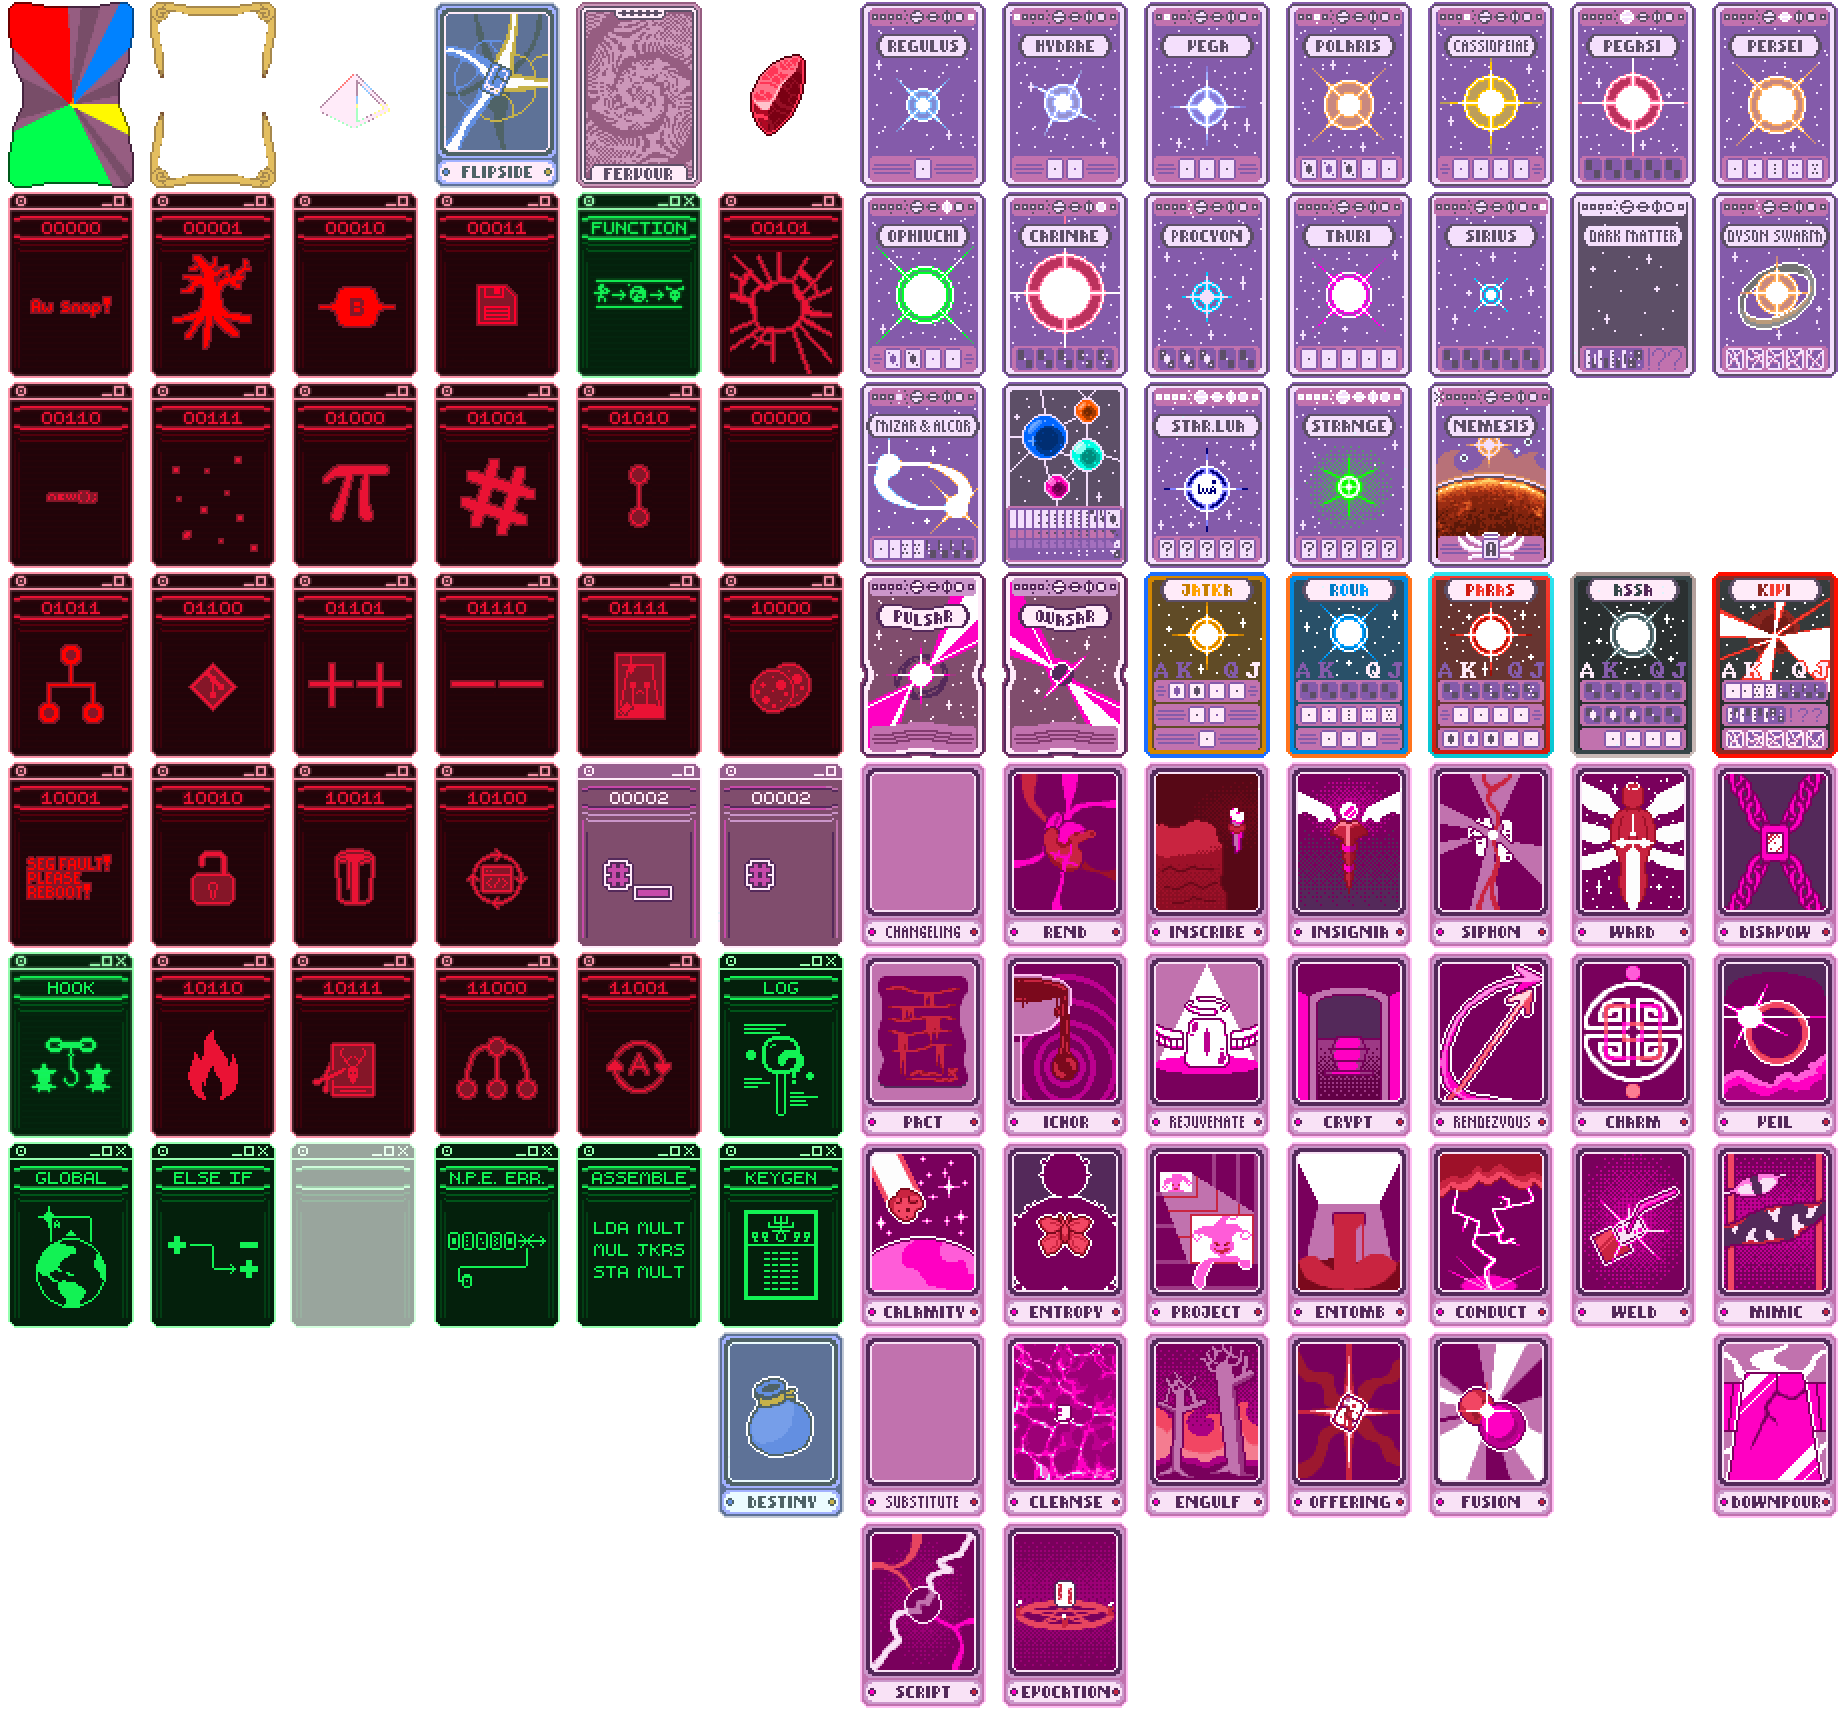 FLIPSIDE
FERVOUR
REGULUS
HYDRAE
VEGA
POLARIS
CASSIOPEIAE
PEGASI
PERSEI
00000
Aw Snap!
00001
00010
B
00011
FUNCTION
00101
OPHIUCHI
CARINAE
PROCYON
TAURI
SIRIUS
DARK MATTER
??
DYSON SWARM
00110
new();
00111
01000
π
01001
#
01010
00000
MIZAR & ALCOR
STAR.LUA
LUA
? ? ? ? ?
STRANGE
? ? ? ? ?
NEMESIS
A
01011
01100
01101
++
01110
-- 
01111
10000
PULSAR
QUASAR
JATKA
A K Q J
ROUA
A K Q J
PARAS
A K Q J
ASSA
A K Q J
KIVI
A K Q J
!??
10001
SEG FAULT!
PLEASE
REBOOT!
10010
10011
10100
00002
#_
00002
#
CHANGELING
REND
INSCRIBE
INSIGNIA
SIPHON
WARD
DISAVOW
HOOK
10110
10111
11000
11001
A
LOG
PACT
ICHOR
REJUVENATE
CRYPT
RENDEZVOUS
CHARM
VEIL
GLOBAL
A
ELSE IF
N.P.E. ERR.
ASSEMBLE
LDA MULT
MUL JKRS
STA MULT
KEYGEN
CALAMITY
ENTROPY
PROJECT
ENTOMB
CONDUCT
WELD
MIMIC
DESTINY
SUBSTITUTE
CLEANSE
ENGULF
OFFERING
FUSION
DOWNPOUR
SCRIPT
EVOCATION